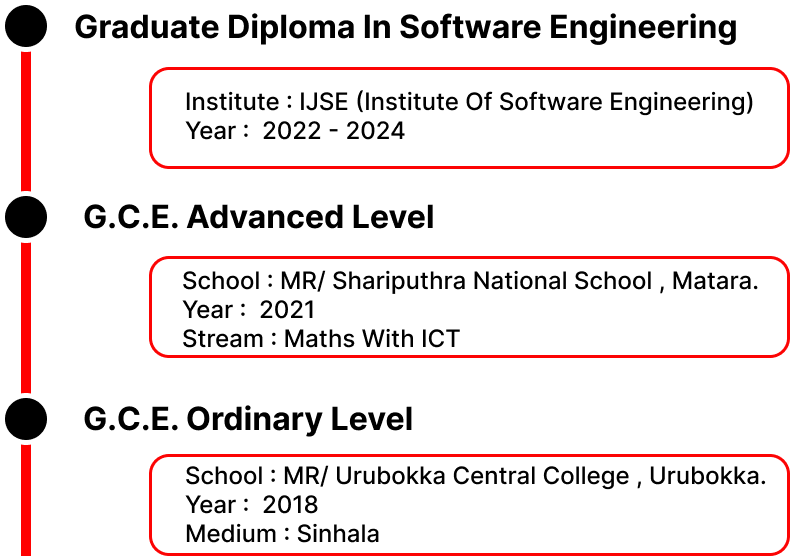 Graduate Diploma In Software Engineering
Institute : IJSE (Institute Of Software Engineering)
Year :  2022 - 2024
G.C.E. Advanced Level
School : MR/ Shariputhra National School , Matara.
Year :  2021
Stream : Maths With ICT
G.C.E. Ordinary Level
School : MR/ Urubokka Central College , Urubokka.
Year :  2018
Medium : Sinhala